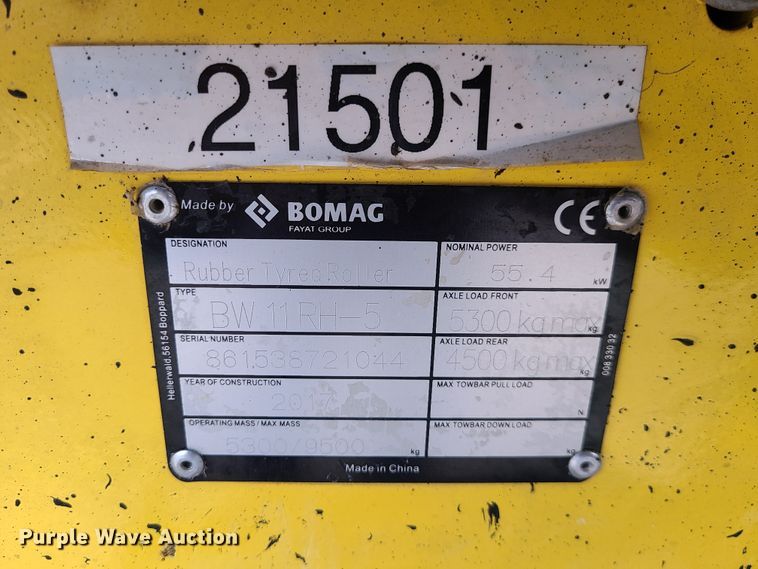 21501
Made by BOMAG CE
FAYAT GROUP
DESIGNATION NOMINAL POWER
Rubber Tyred Roller 55.4 kW
TYPE AXLE LOAD FRONT
BW 11 RH-5 5300 kg max kg
SERIAL NUMBER AXLE LOAD REAR
4500 kg max kg
YEAR OF CONSTRUCTION MAX TOWBAR PULL LOAD
N
OPERATING MASS / MAX MASS MAX TOWBAR DOWN LOAD
5300/9500 kg kg
Made in China
Hellerwald, 56154 Boppard
008 330 32
Purple Wave Auction